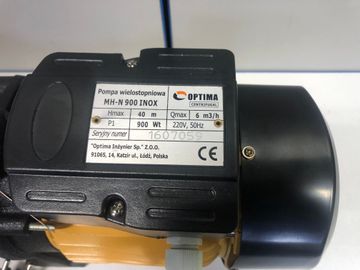 Pompa wielostopniowa
MH-N 900 INOX
OPTIMA
CENTRIFUGAL
Hmax 40 m Qmax 6 m3/h
P1 900 Wt 220V, 50Hz
Seryjny numer 1607059
"Optima Inżynier Sp." Z.O.O.
91065, 14, Katzir ul., Łódż, Polska
CE